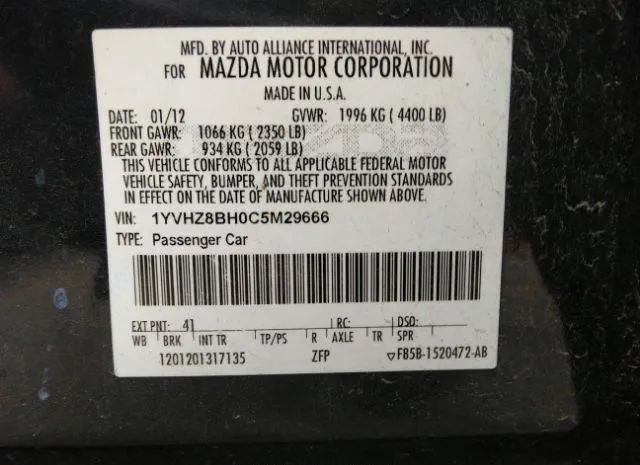 MFD. BY AUTO ALLIANCE INTERNATIONAL, INC.
FOR MAZDA MOTOR CORPORATION
MADE IN U.S.A.
DATE: 01/12 GVWR: 1996 KG ( 4400 LB)
FRONT GAWR: 1066 KG ( 2350 LB)
REAR GAWR: 934 KG ( 2059 LB)
THIS VEHICLE CONFORMS TO ALL APPLICABLE FEDERAL MOTOR
VEHICLE SAFETY, BUMPER, AND THEFT PREVENTION STANDARDS
IN EFFECT ON THE DATE OF MANUFACTURE SHOWN ABOVE.
VIN: 1YVHZ8BH0C5M29666
TYPE: Passenger Car
EXT PNT: 41 RC: DSO:
WB BRK INT TR TP/PS R AXLE TR SPR
1201201317135 ZFP ▽FB5B-1520472-AB